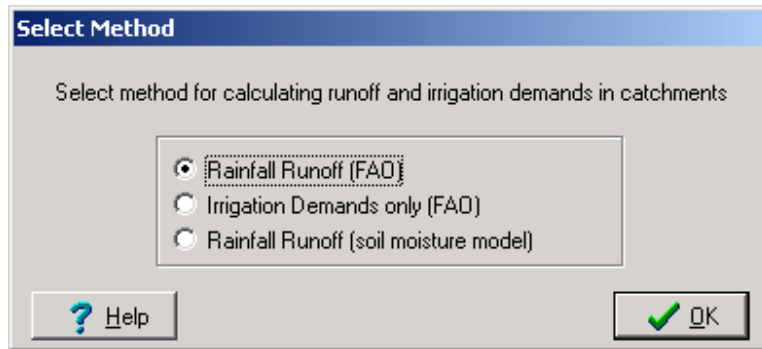 Select Method
Select method for calculating runoff and irrigation demands in catchments
Rainfall Runoff (FAO)
Irrigation Demands only (FAO)
Rainfall Runoff (soil moisture model)
? Help
OK